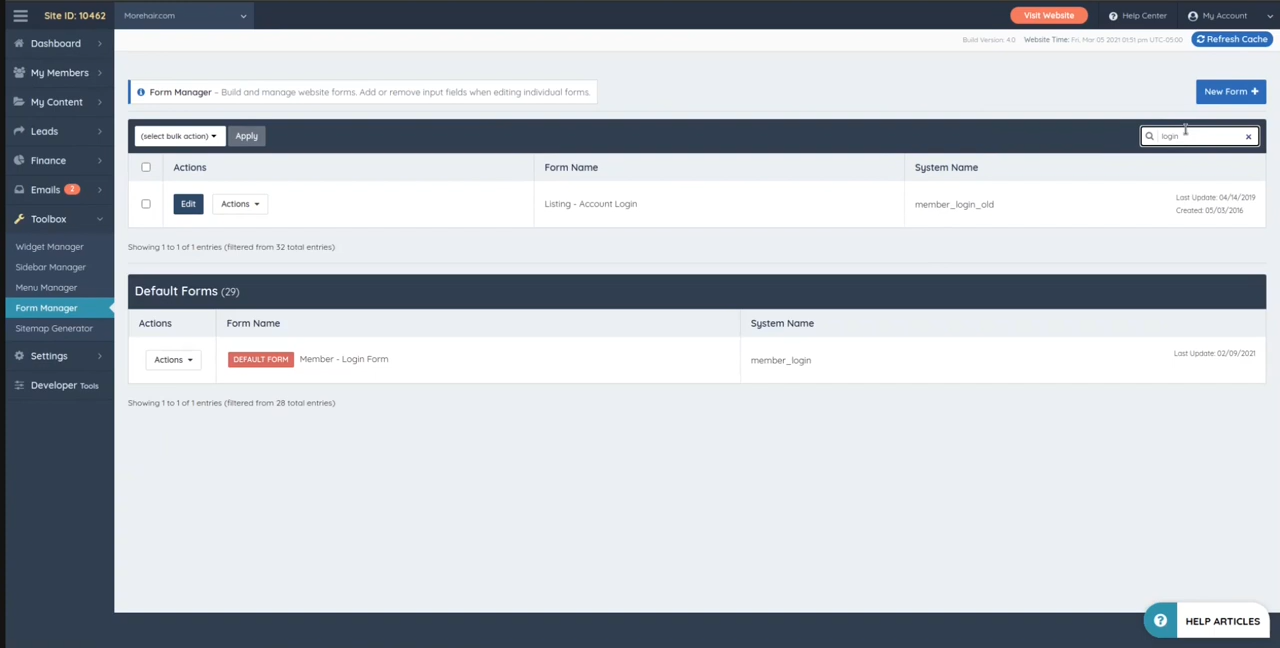 Site ID: 10462
Morehair.com
Visit Website
Help Center
My Account
Build Version: 4.0 Website Time: Fri, Mar 05 2021 01:51 pm UTC-05:00
Refresh Cache
Dashboard
My Members
My Content
Leads
Finance
Emails 2
Toolbox
Widget Manager
Sidebar Manager
Menu Manager
Form Manager
Sitemap Generator
Settings
Developer Tools
Form Manager – Build and manage website forms. Add or remove input fields when editing individual forms.
New Form +
(select bulk action)
Apply
login
Actions Form Name System Name
Edit Actions Listing - Account Login member_login_old
Last Update: 04/14/2019
Created: 05/03/2016
Showing 1 to 1 of 1 entries (filtered from 32 total entries)
Default Forms (29)
Actions Form Name System Name
Actions DEFAULT FORM Member - Login Form member_login Last Update: 02/09/2021
Showing 1 to 1 of 1 entries (filtered from 28 total entries)
? HELP ARTICLES